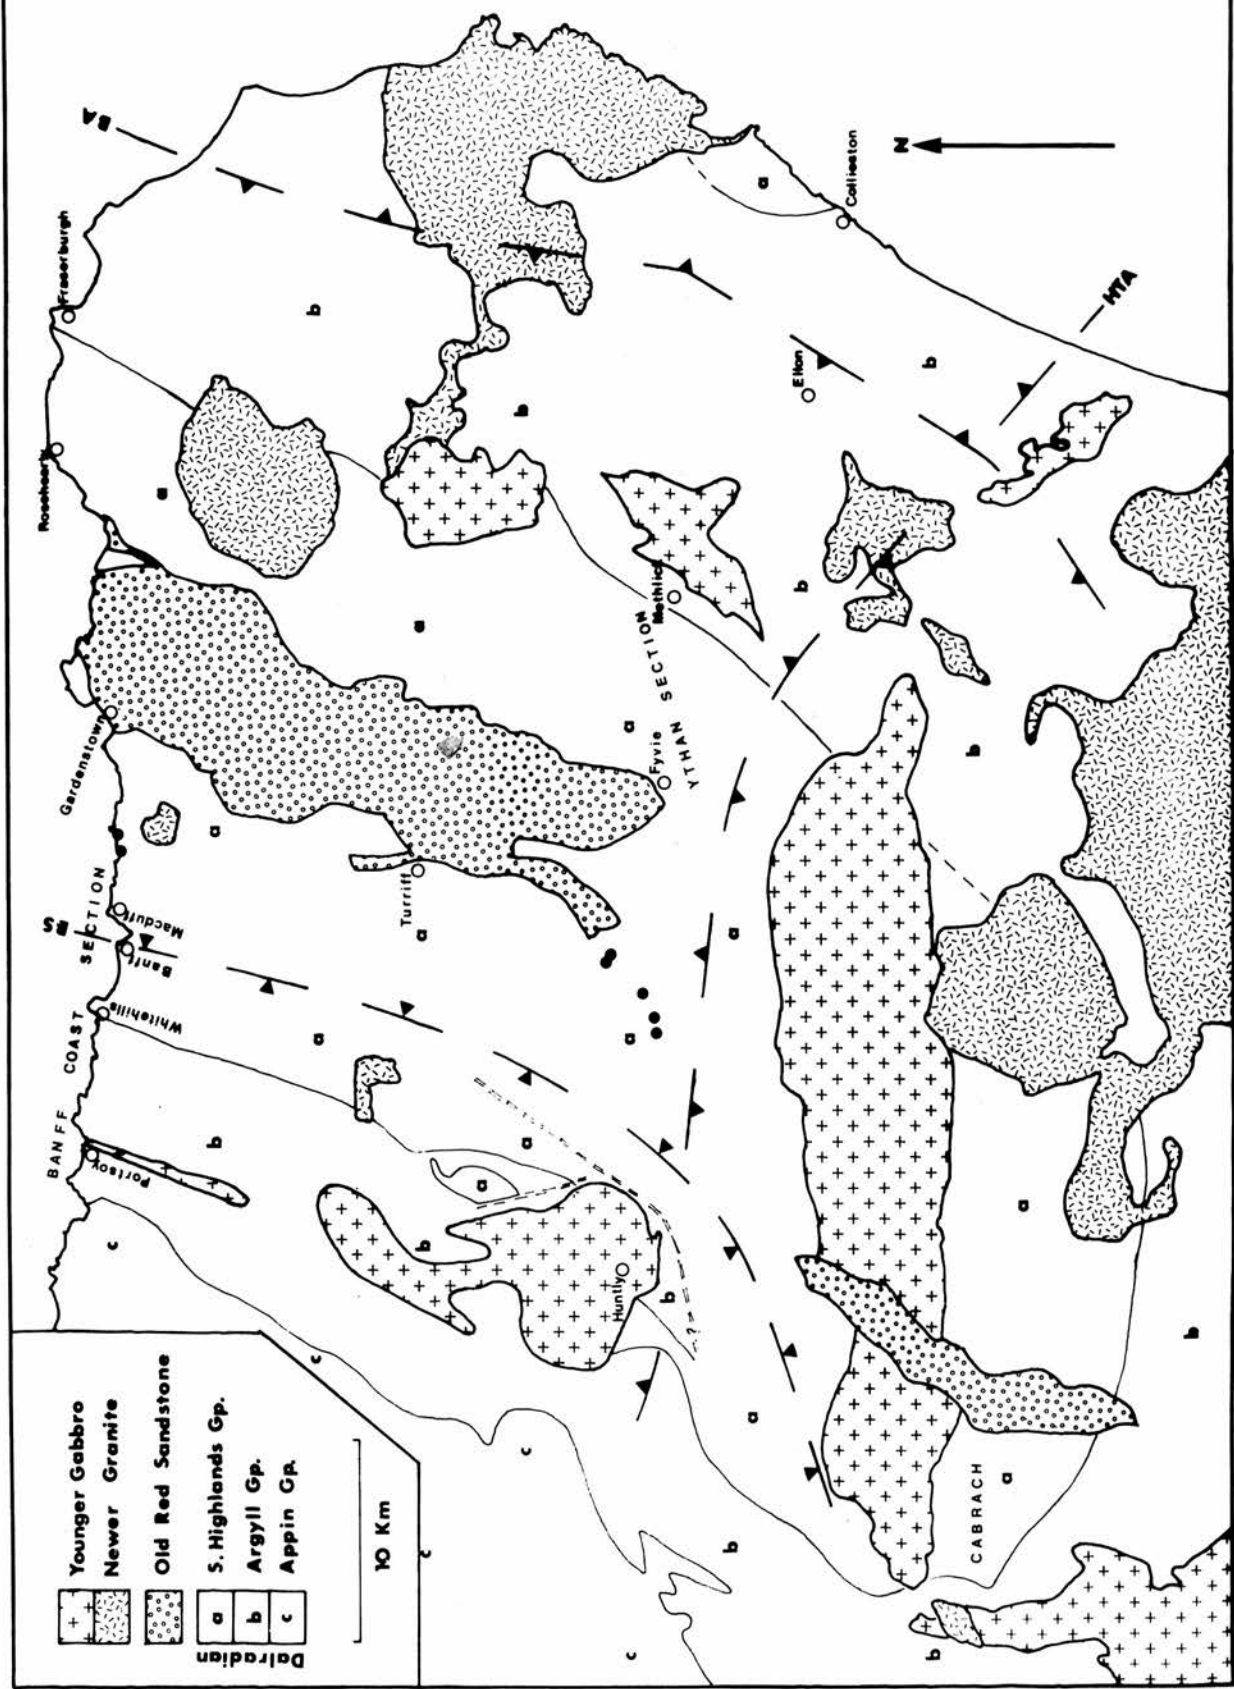 Younger Gabbro
Newer Granite
Old Red Sandstone
Dalradian
a S. Highlands Gp.
b Argyll Gp.
c Appin Gp.
10 Km
BANFF COAST SECTION
Portsoy
Whitehills
Banff
BS
Macduff
Gardenstown
Rosehearty
Fraserburgh
BA
c
b
a
a
a
b
c
a
a
a
b
a
b
Turriff
a
b
c
Huntly
b
a
a
Fyvie
YTHAN SECTION
Methlick
Ellon
Collieston
a
N
HTA
b
b
c
b
a
a
b
CABRACH
a
a
b
b